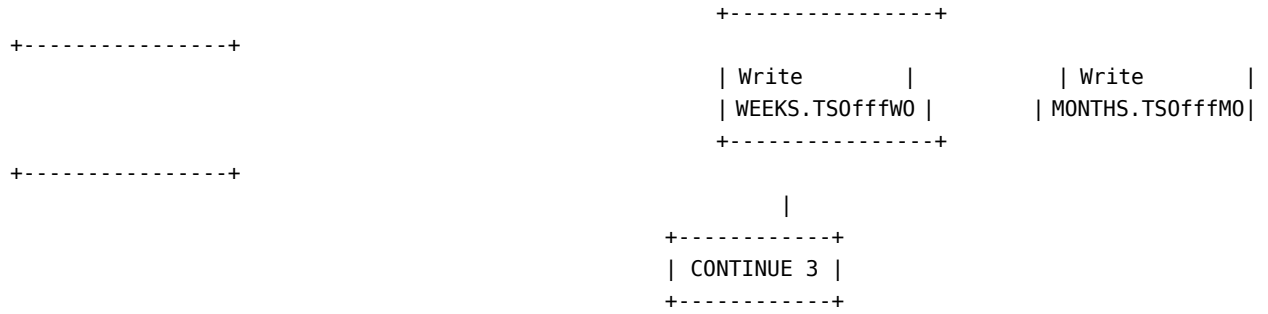 +----------------+
+----------------+
| Write          |          | Write          |
| WEEKS.TSOfffWO |          | MONTHS.TSOfffMO|
+----------------+
+----------------+
|
+------------+
| CONTINUE 3 |
+------------+